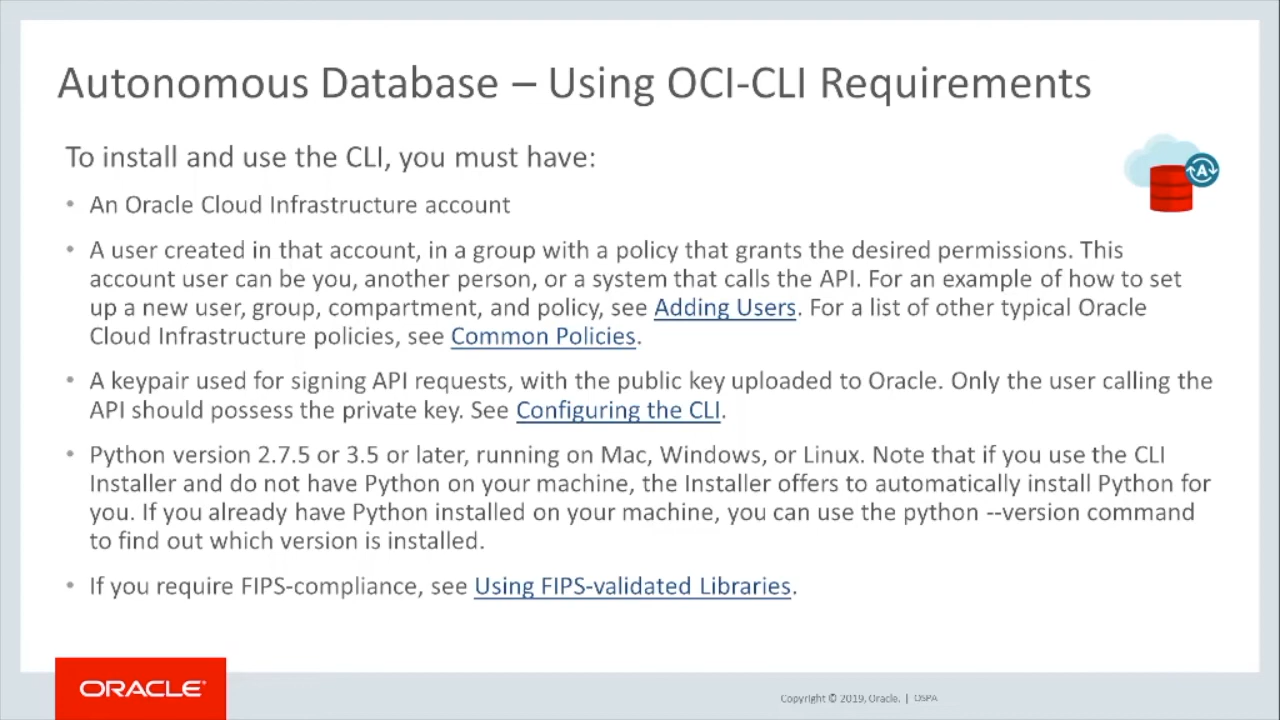 Autonomous Database – Using OCI-CLI Requirements
To install and use the CLI, you must have:
• An Oracle Cloud Infrastructure account
• A user created in that account, in a group with a policy that grants the desired permissions. This
account user can be you, another person, or a system that calls the API. For an example of how to set
up a new user, group, compartment, and policy, see Adding Users. For a list of other typical Oracle
Cloud Infrastructure policies, see Common Policies.
• A keypair used for signing API requests, with the public key uploaded to Oracle. Only the user calling the
API should possess the private key. See Configuring the CLI.
• Python version 2.7.5 or 3.5 or later, running on Mac, Windows, or Linux. Note that if you use the CLI
Installer and do not have Python on your machine, the Installer offers to automatically install Python for
you. If you already have Python installed on your machine, you can use the python --version command
to find out which version is installed.
• If you require FIPS-compliance, see Using FIPS-validated Libraries.
A
ORACLE®
Copyright © 2019, Oracle. | OSPA